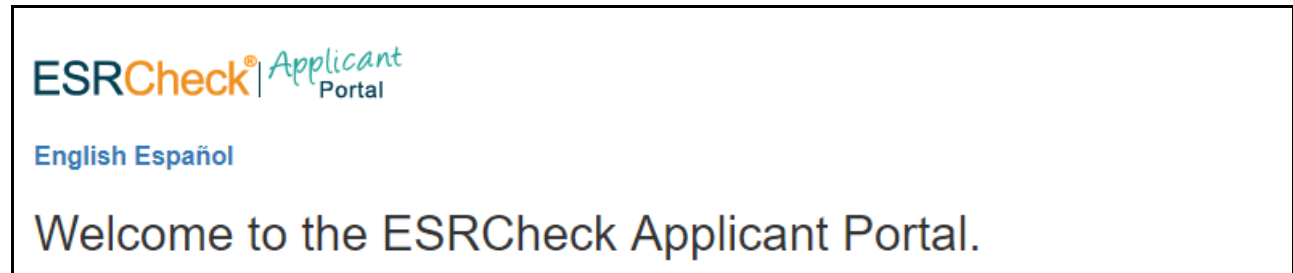 ESRCheck® | Applicant Portal
English Español
Welcome to the ESRCheck Applicant Portal.